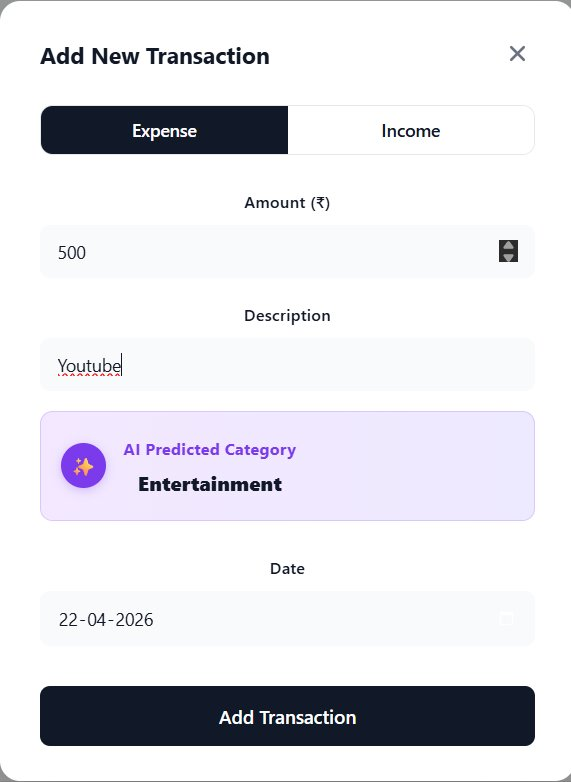 Add New Transaction
Expense Income
Amount (₹)
500
Description
Youtube
AI Predicted Category
Entertainment
Date
22-04-2026
Add Transaction